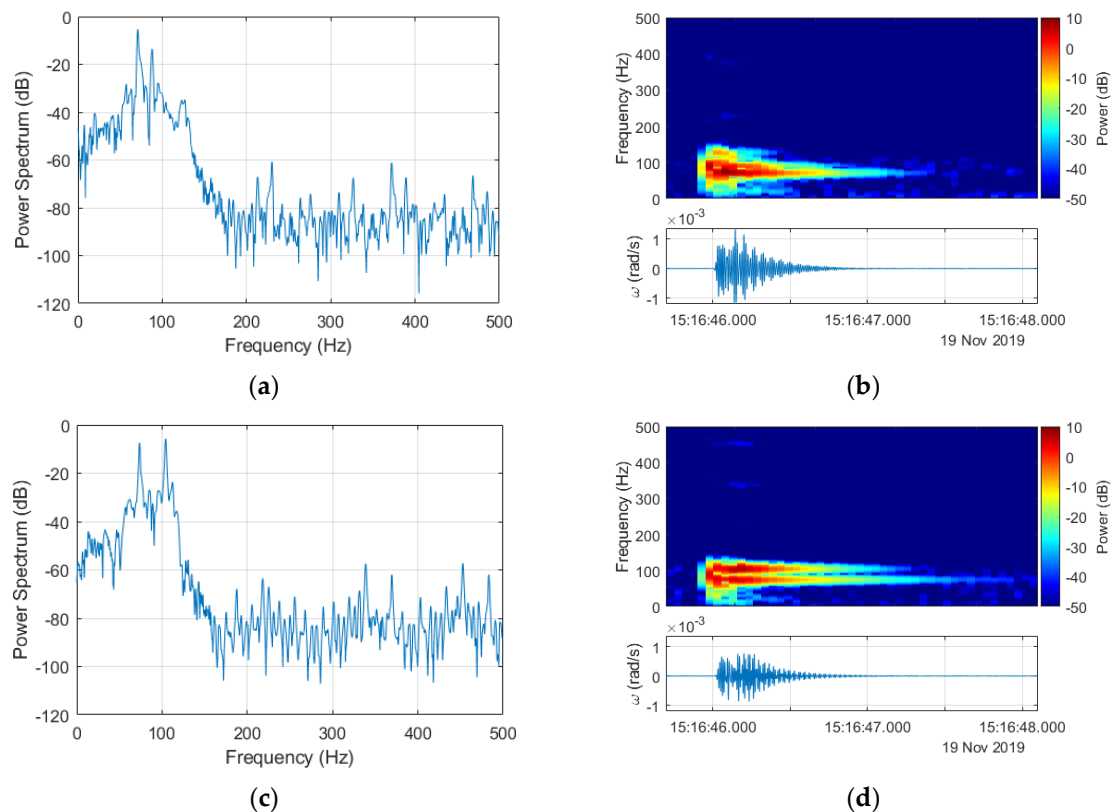 0
-20
-40
-60
-80
-100
-120
Power Spectrum (dB)
0 100 200 300 400 500
Frequency (Hz)
(a)
500
400
300
200
100
0
Frequency (Hz)
10
0
-10
-20
-30
-40
-50
Power (dB)
×10⁻³
1
0
-1
ω (rad/s)
15:16:46.000 15:16:47.000 15:16:48.000
19 Nov 2019
(b)
0
-20
-40
-60
-80
-100
-120
Power Spectrum (dB)
0 100 200 300 400 500
Frequency (Hz)
(c)
500
400
300
200
100
0
Frequency (Hz)
10
0
-10
-20
-30
-40
-50
Power (dB)
×10⁻³
1
0
-1
ω (rad/s)
15:16:46.000 15:16:47.000 15:16:48.000
19 Nov 2019
(d)